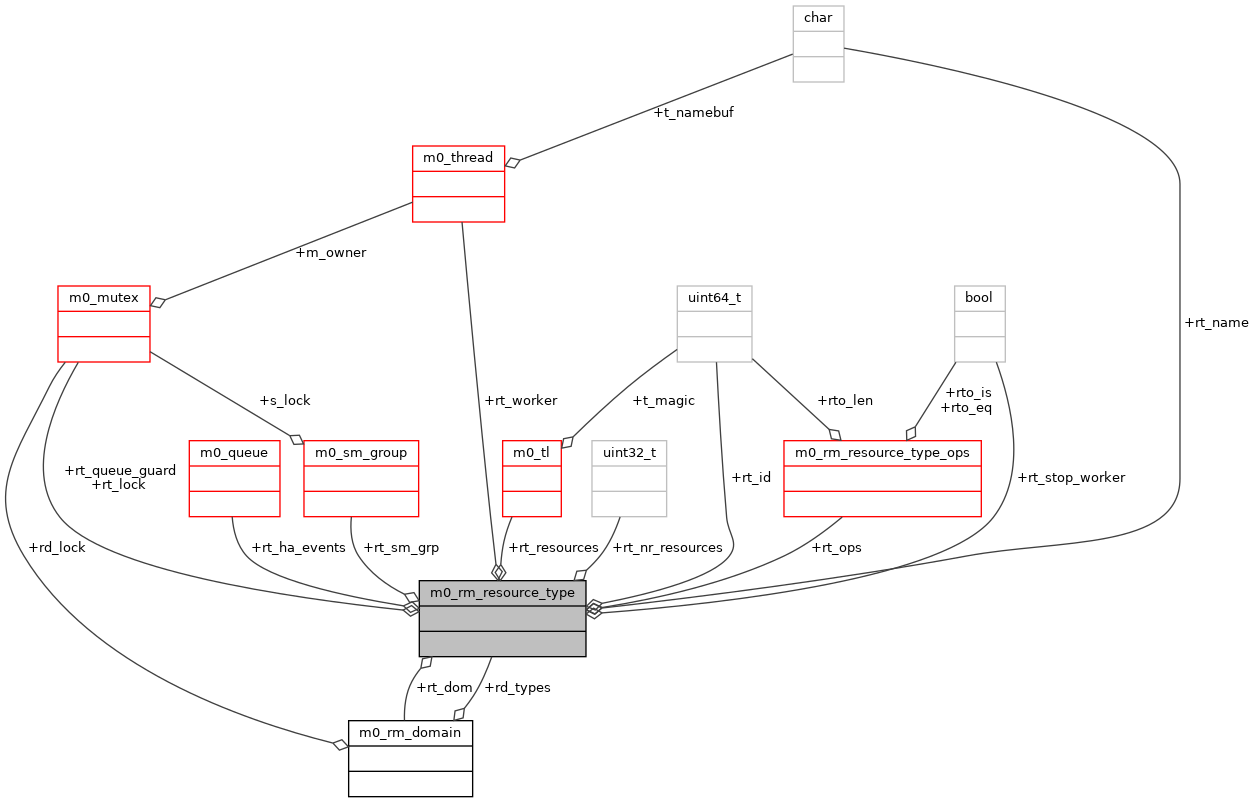 char
+t_namebuf
m0_thread
+m_owner
m0_mutex
uint64_t
bool
+rt_name
+s_lock
+rt_worker
+t_magic
+rto_len
+rto_is
+rto_eq
m0_queue
m0_sm_group
m0_tl
uint32_t
m0_rm_resource_type_ops
+rt_queue_guard
+rt_lock
+rt_id
+rt_stop_worker
+rd_lock
+rt_ha_events
+rt_sm_grp
+rt_resources
+rt_nr_resources
+rt_ops
m0_rm_resource_type
+rt_dom
+rd_types
m0_rm_domain